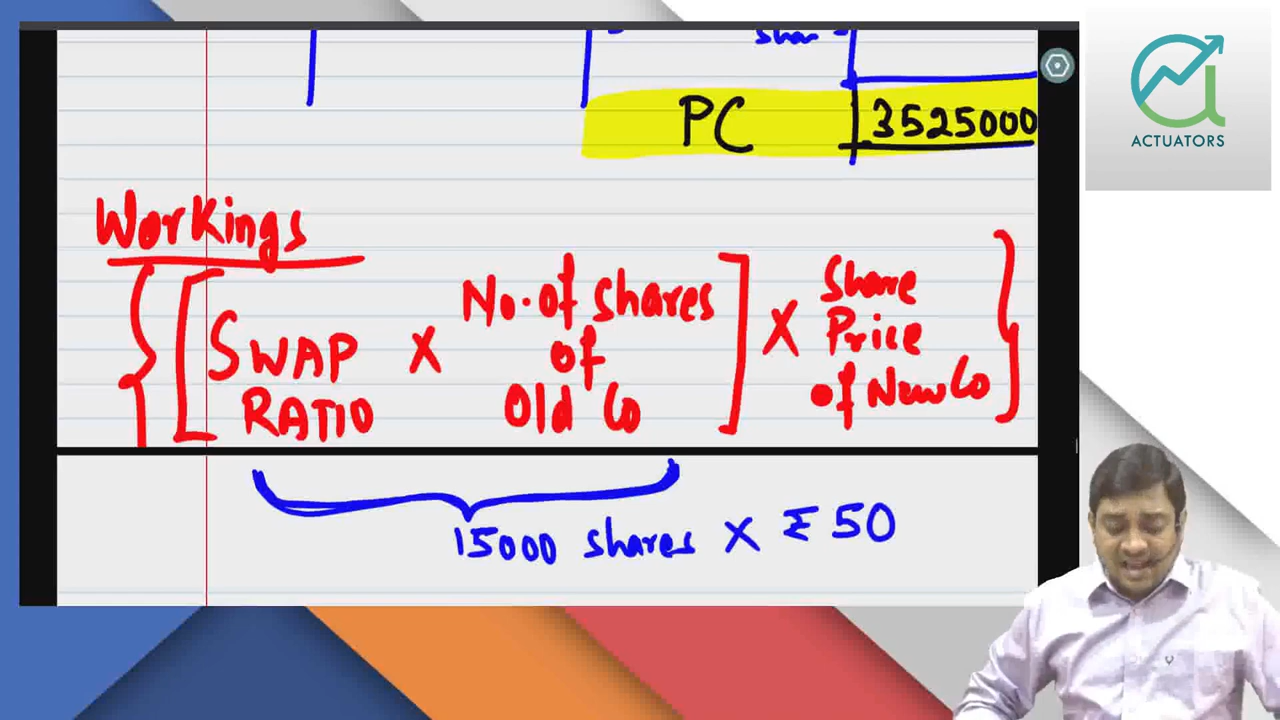 Shar
PC 3525000
ACTUATORS
Workings
{[SWAP RATIO X No. of shares of Old Co] X Share Price of New Co}
15000 shares X ₹ 50